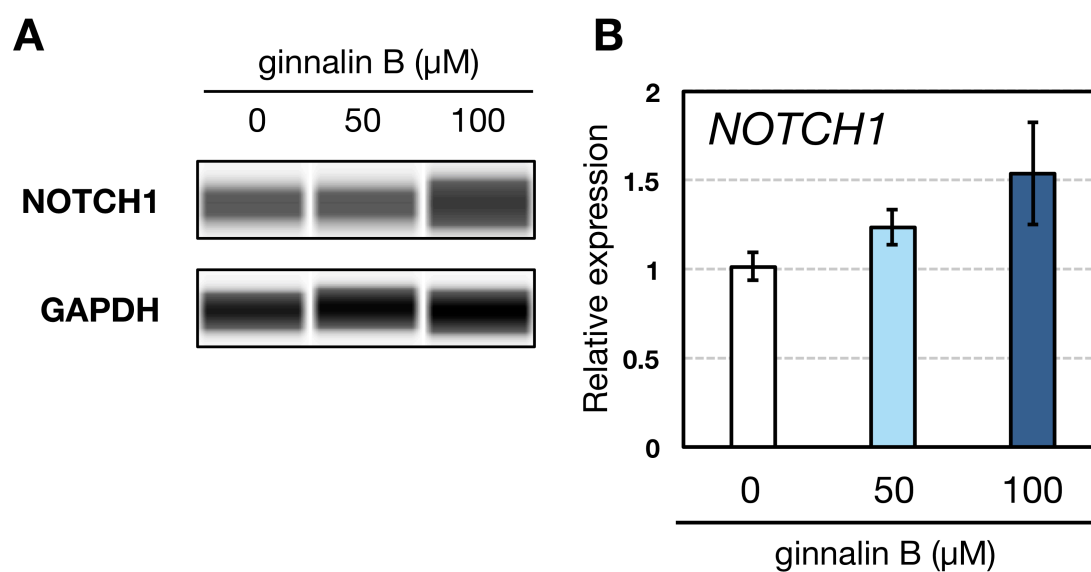 A
ginnalin B (µM)
0 50 100
NOTCH1
GAPDH
B
2
NOTCH1
1.5
1
0.5
0
Relative expression
0 50 100
ginnalin B (µM)